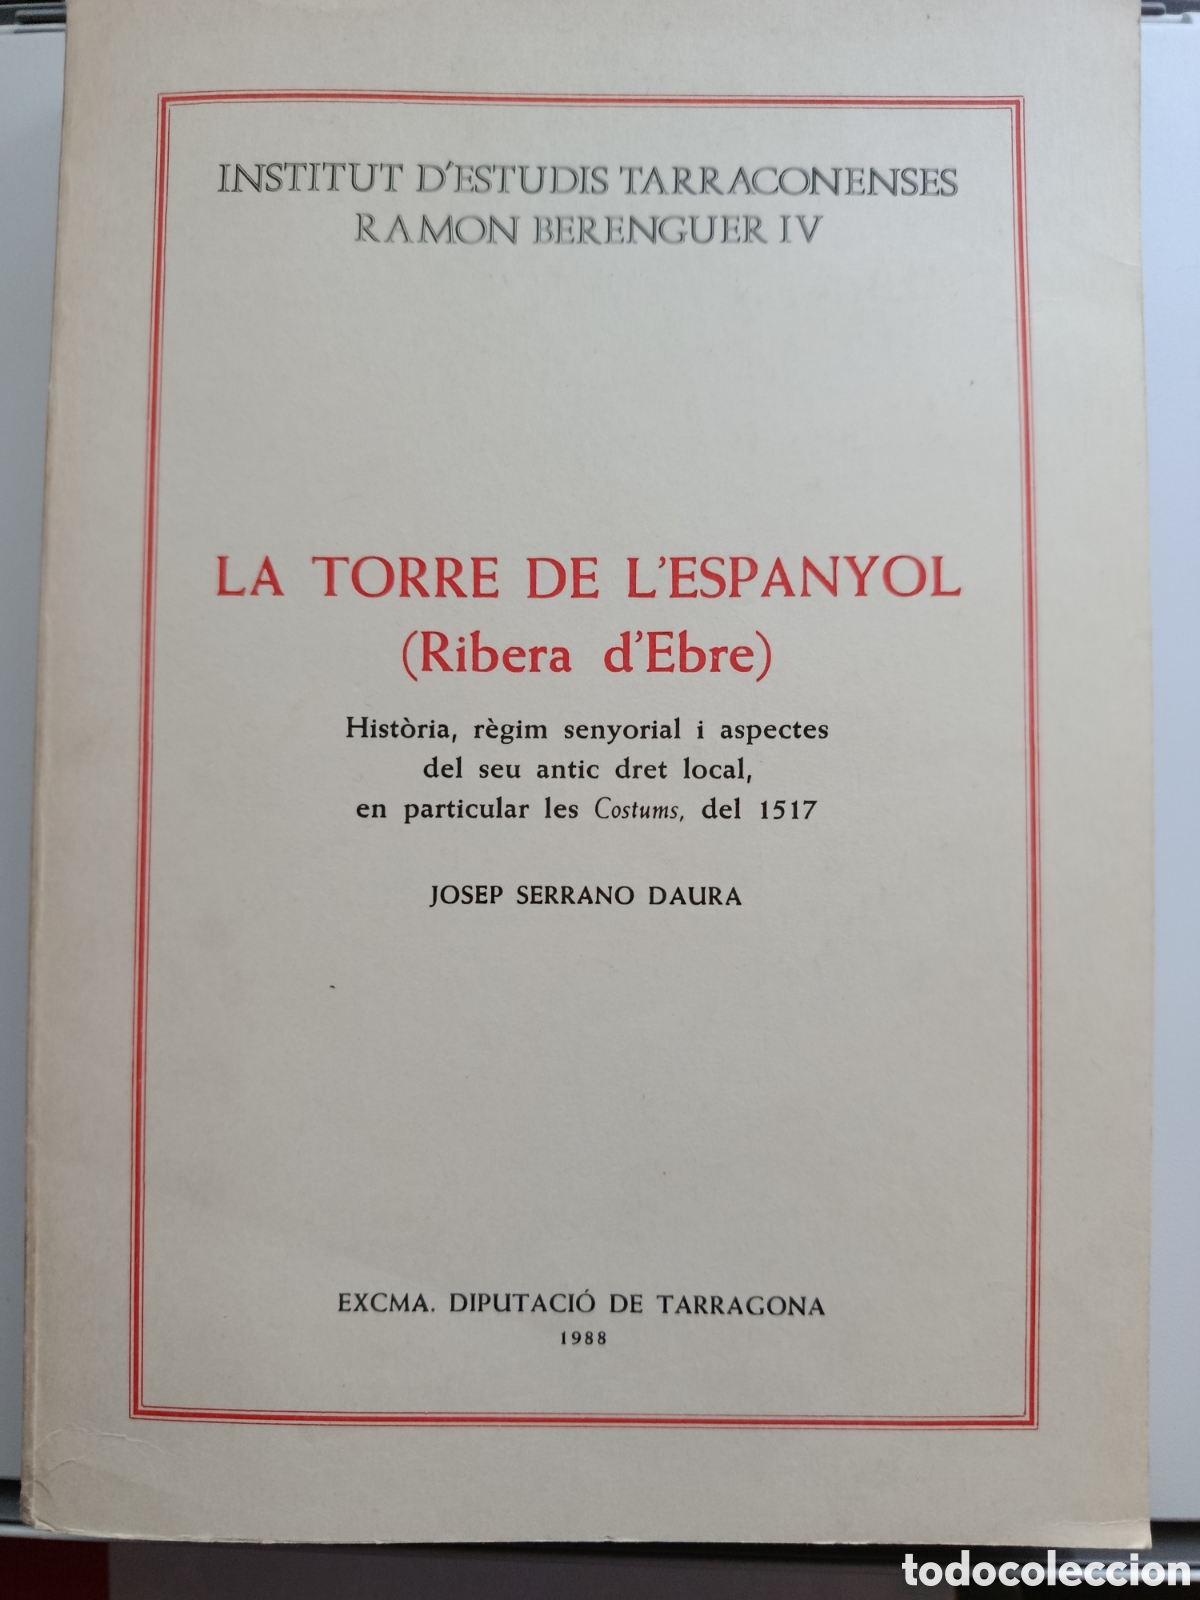 INSTITUT D'ESTUDIS TARRACONENSES
RAMON BERENGUER IV
LA TORRE DE L'ESPANYOL
(Ribera d'Ebre)
Història, règim senyorial i aspectes
del seu antic dret local,
en particular les Costums, del 1517
JOSEP SERRANO DAURA
EXCMA. DIPUTACIÓ DE TARRAGONA
1988
todocoleccion